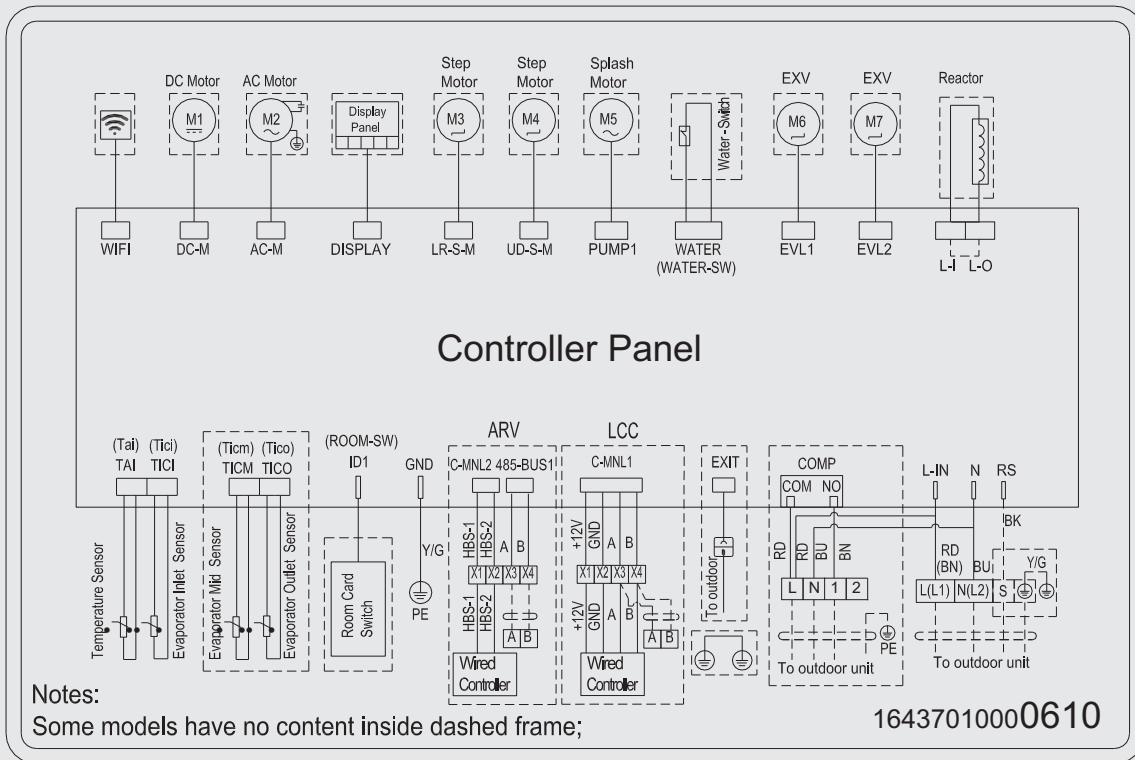 Step
Motor
Step
Motor
Splash
Motor
DC Motor
AC Motor
EXV
EXV
Reactor
M1
M2
Display
Panel
M3
M4
M5
Water-Switch
M6
M7
WIFI
DC-M
AC-M
DISPLAY
LR-S-M
UD-S-M
PUMP1
WATER
(WATER-SW)
EVL1
EVL2
L-I
L-O
Controller Panel
(Tai)
TAI
(Tici)
TICI
(Ticm)
TICM
(Tico)
TICO
(ROOM-SW)
ID1
GND
ARV
C-MNL2 485-BUS1
LCC
C-MNL1
EXIT
COMP
COM NO
L-IN
N
RS
Temperature Sensor
Evaporator Inlet Sensor
Evaporator Mid Sensor
Evaporator Outlet Sensor
Room Card
Switch
Y/G
PE
HBS-1
HBS-2
A
B
X1 X2 X3 X4
HBS-1
HBS-2
A B
Wired
Controller
+12V
GND
A
B
X1 X2 X3 X4
+12V
GND
A
B
A B
Wired
Controller
To outdoor
RD
RD
BU
BN
L N 1 2
PE
To outdoor unit
BK
RD
(BN)
BU
Y/G
L(L1) N(L2) S
To outdoor unit
Notes:
Some models have no content inside dashed frame;
16437010000610